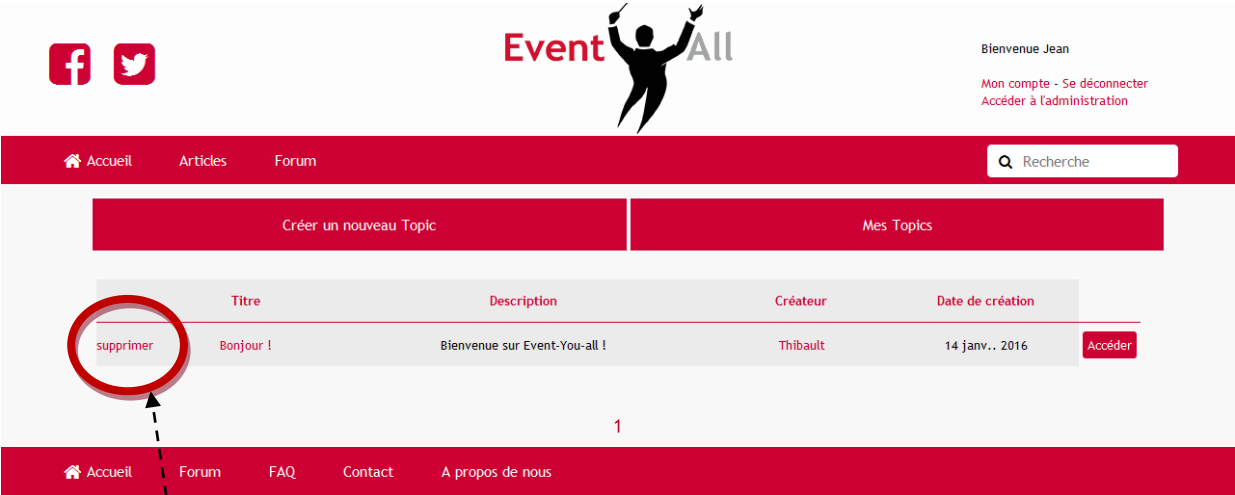 Event All
Bienvenue Jean
Mon compte - Se déconnecter
Accéder à l'administration
Accueil Articles Forum Recherche
Créer un nouveau Topic Mes Topics
Titre Description Créateur Date de création
supprimer Bonjour ! Bienvenue sur Event-You-all ! Thibault 14 janv.. 2016 Accéder
1
Accueil Forum FAQ Contact A propos de nous